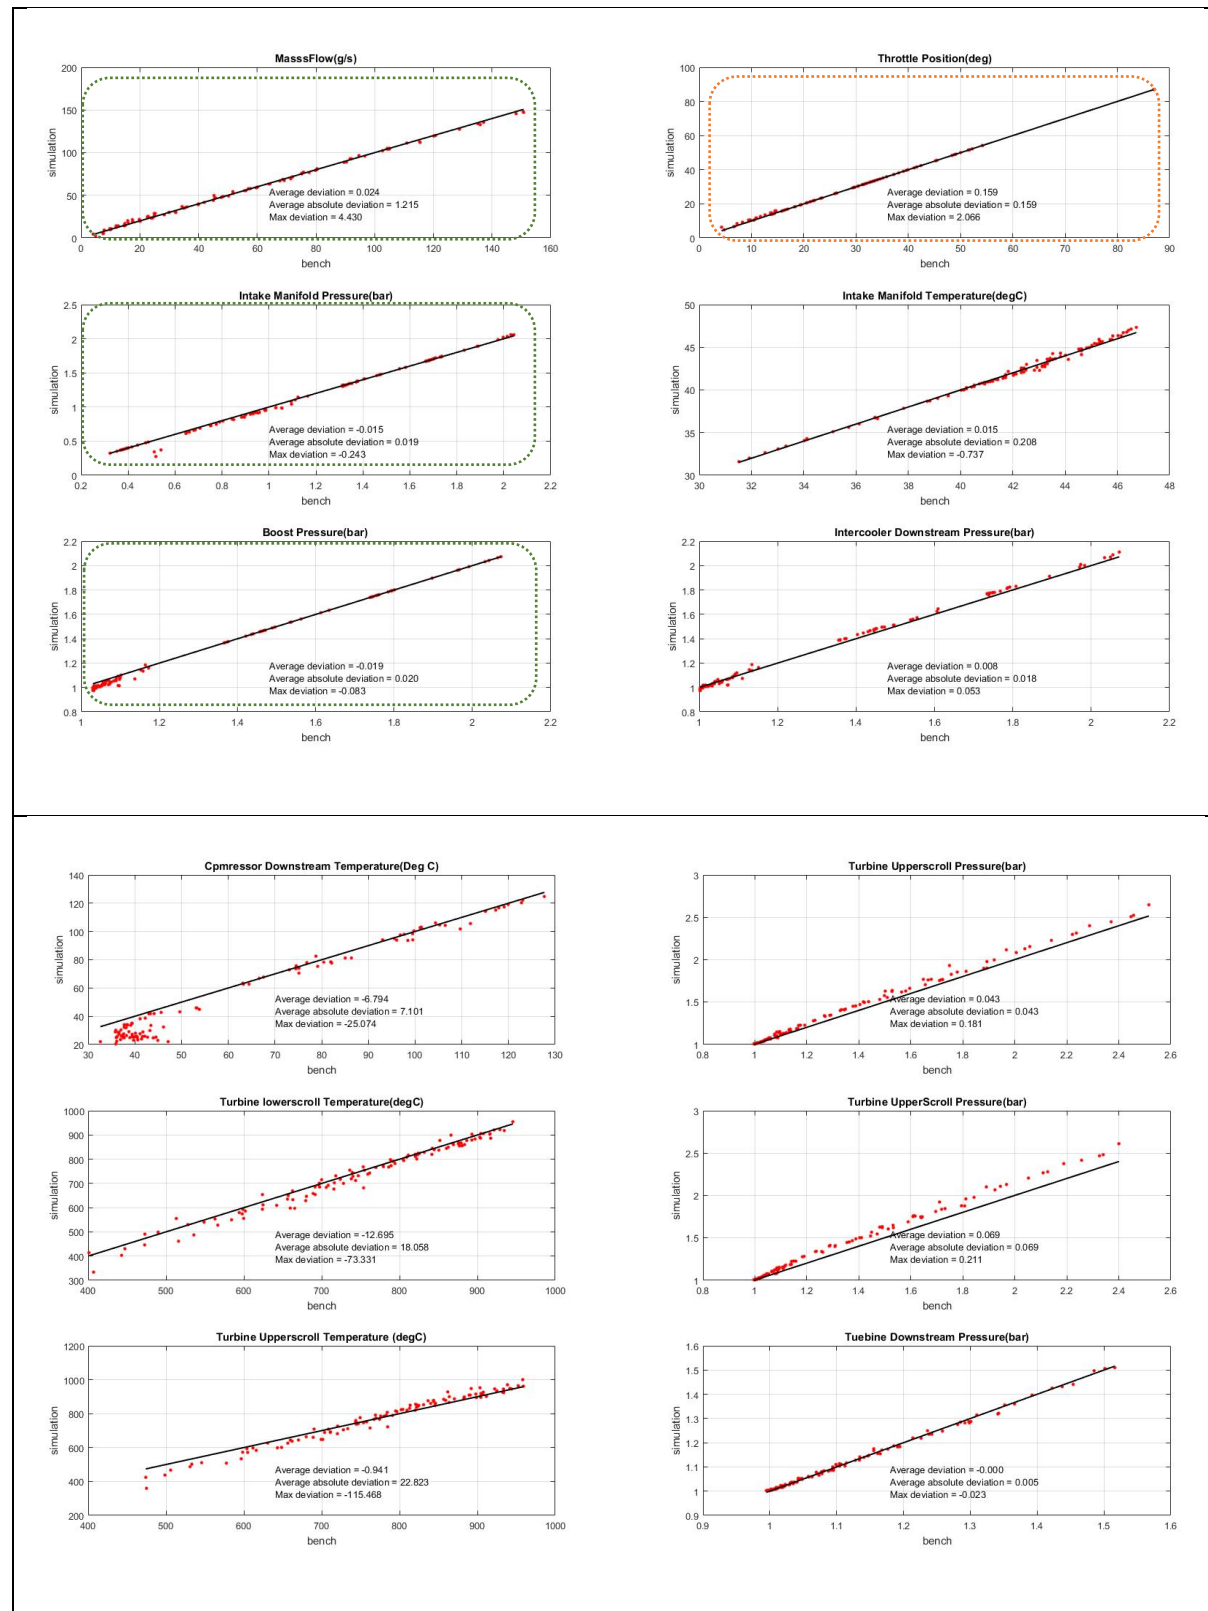 MasssFlow(g/s)
200
150
100
50
0
simulation
Average deviation = 0.024
Average absolute deviation = 1.215
Max deviation = 4.430
0 20 40 60 80 100 120 140 160
bench
Throttle Position(deg)
100
80
60
40
20
0
simulation
Average deviation = 0.159
Average absolute deviation = 0.159
Max deviation = 2.066
0 10 20 30 40 50 60 70 80 90
bench
Intake Manifold Pressure(bar)
2.5
2
1.5
1
0.5
0
simulation
Average deviation = -0.015
Average absolute deviation = 0.019
Max deviation = -0.243
0.2 0.4 0.6 0.8 1 1.2 1.4 1.6 1.8 2 2.2
bench
Intake Manifold Temperature(degC)
50
45
40
35
30
simulation
Average deviation = 0.015
Average absolute deviation = 0.208
Max deviation = -0.737
30 32 34 36 38 40 42 44 46 48
bench
Boost Pressure(bar)
2.2
2
1.8
1.6
1.4
1.2
1
0.8
simulation
Average deviation = -0.019
Average absolute deviation = 0.020
Max deviation = -0.083
1 1.2 1.4 1.6 1.8 2 2.2
bench
Intercooler Downstream Pressure(bar)
2.2
2
1.8
1.6
1.4
1.2
1
0.8
simulation
Average deviation = 0.008
Average absolute deviation = 0.018
Max deviation = 0.053
1 1.2 1.4 1.6 1.8 2 2.2
bench
Cpmressor Downstream Temperature(Deg C)
140
120
100
80
60
40
20
simulation
Average deviation = -6.794
Average absolute deviation = 7.101
Max deviation = -25.074
30 40 50 60 70 80 90 100 110 120 130
bench
Turbine Upperscroll Pressure(bar)
3
2.5
2
1.5
1
simulation
Average deviation = 0.043
Average absolute deviation = 0.043
Max deviation = 0.181
0.8 1 1.2 1.4 1.6 1.8 2 2.2 2.4 2.6
bench
Turbine lowerscroll Temperature(degC)
1000
900
800
700
600
500
400
300
simulation
Average deviation = -12.695
Average absolute deviation = 18.058
Max deviation = -73.331
400 500 600 700 800 900 1000
bench
Turbine UpperScroll Pressure(bar)
3
2.5
2
1.5
1
simulation
Average deviation = 0.069
Average absolute deviation = 0.069
Max deviation = 0.211
0.8 1 1.2 1.4 1.6 1.8 2 2.2 2.4 2.6
bench
Turbine Upperscroll Temperature (degC)
1200
1000
800
600
400
200
simulation
Average deviation = -0.941
Average absolute deviation = 22.823
Max deviation = -115.468
400 500 600 700 800 900 1000
bench
Tuebine Downstream Pressure(bar)
1.6
1.5
1.4
1.3
1.2
1.1
1
0.9
simulation
Average deviation = -0.000
Average absolute deviation = 0.005
Max deviation = -0.023
0.9 1 1.1 1.2 1.3 1.4 1.5 1.6
bench